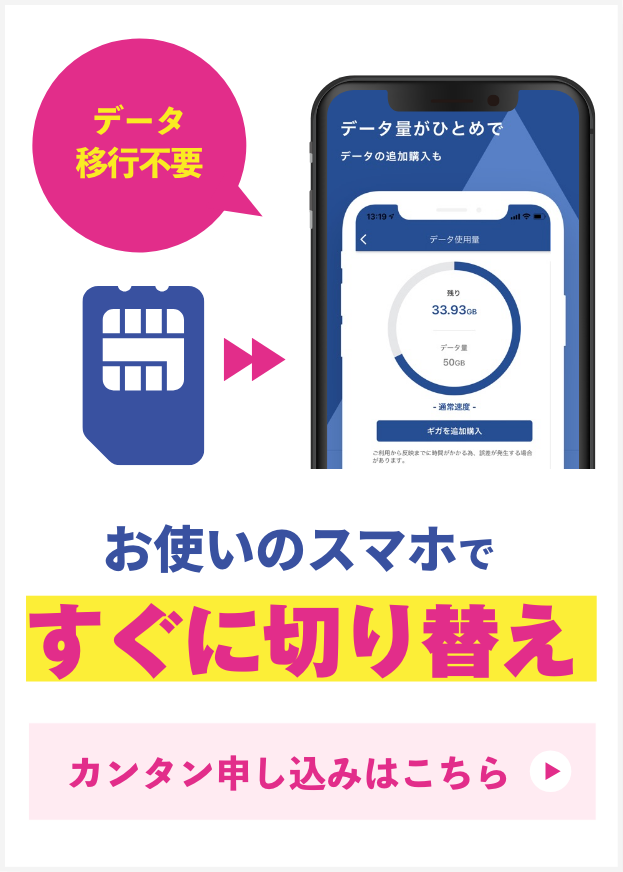 データ
移行不要
データ量がひとめで
データの追加購入も
13:19
データ使用量
残り
33.93GB
データ量
50GB
- 通常速度 -
ギガを追加購入
ご利用から反映までに時間がかかる為、誤差が発生する場合
があります。
お使いのスマホで
すぐに切り替え
カンタン申し込みはこちら